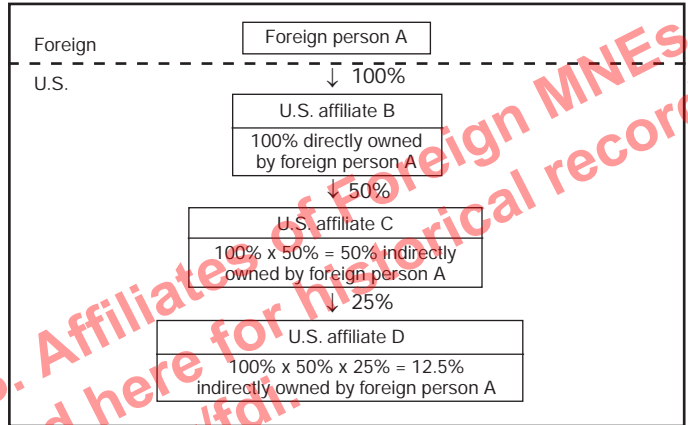 Foreign
Foreign person A
↓ 100%
U.S.
U.S. affiliate B
100% directly owned
by foreign person A
↓ 50%
U.S. affiliate C
100% x 50% = 50% indirectly
owned by foreign person A
↓ 25%
U.S. affiliate D
100% x 50% x 25% = 12.5%
indirectly owned by foreign person A
. Affiliates of Foreign MNEs
here for historical recor
/fdi.